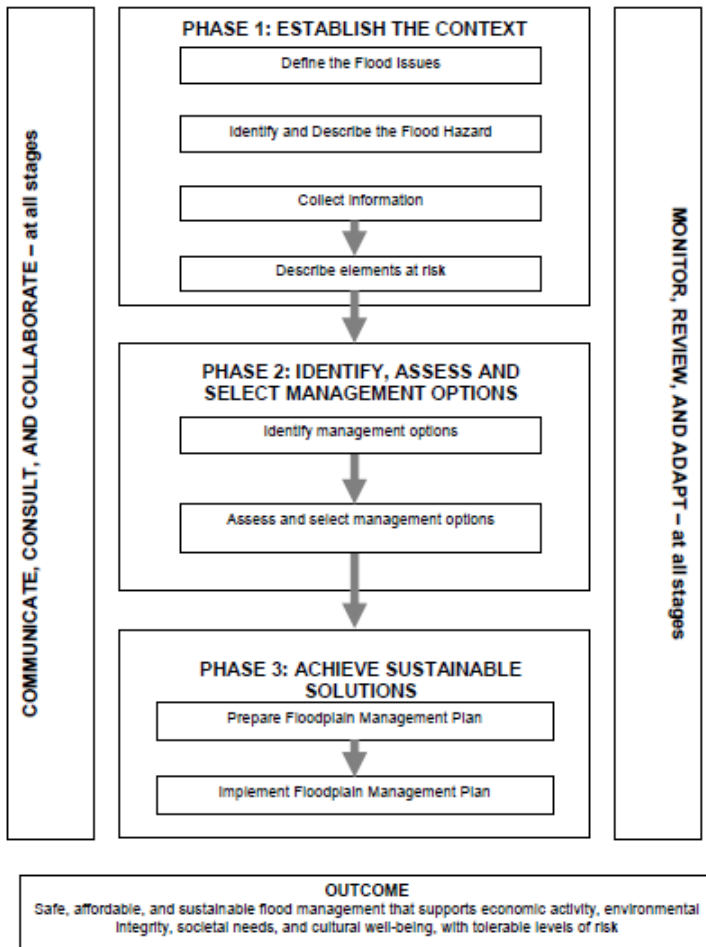 COMMUNICATE, CONSULT, AND COLLABORATE – at all stages
PHASE 1: ESTABLISH THE CONTEXT
Define the Flood Issues
Identify and Describe the Flood Hazard
Collect Information
Describe elements at risk
PHASE 2: IDENTIFY, ASSESS AND
SELECT MANAGEMENT OPTIONS
Identify management options
Assess and select management options
PHASE 3: ACHIEVE SUSTAINABLE
SOLUTIONS
Prepare Floodplain Management Plan
Implement Floodplain Management Plan
MONITOR, REVIEW, AND ADAPT – at all stages
OUTCOME
Safe, affordable, and sustainable flood management that supports economic activity, environmental
integrity, societal needs, and cultural well-being, with tolerable levels of risk